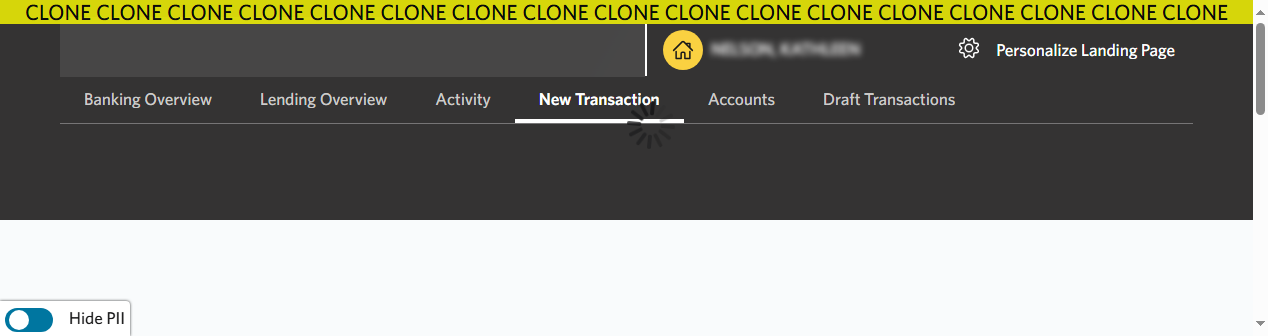 CLONE CLONE CLONE CLONE CLONE CLONE CLONE CLONE CLONE CLONE CLONE CLONE CLONE CLONE CLONE CLONE CLONE
Personalize Landing Page
Banking Overview Lending Overview Activity New Transaction Accounts Draft Transactions
Hide PII